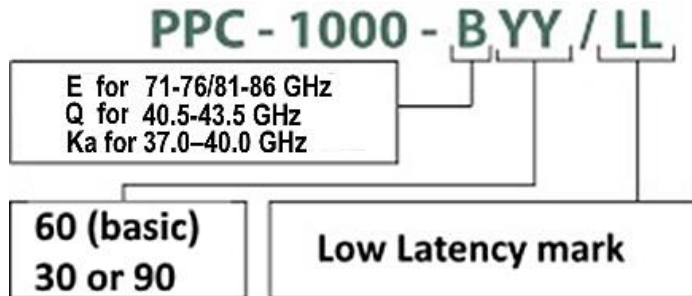 PPC - 1000 - B YY / LL
E for 71-76/81-86 GHz
Q for 40.5-43.5 GHz
Ka for 37.0–40.0 GHz
60 (basic)
30 or 90
Low Latency mark